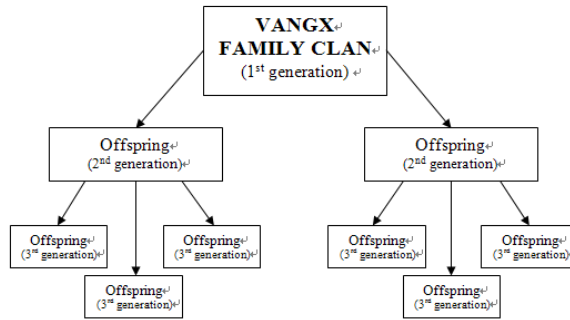 VANGX↵
FAMILY CLAN↵
(1st generation) ↵
Offspring↵
(2nd generation)↵
Offspring↵
(2nd generation)↵
Offspring↵
(3rd generation)↵
Offspring↵
(3rd generation)↵
Offspring↵
(3rd generation)↵
Offspring↵
(3rd generation)↵
Offspring↵
(3rd generation)↵
Offspring↵
(3rd generation)↵